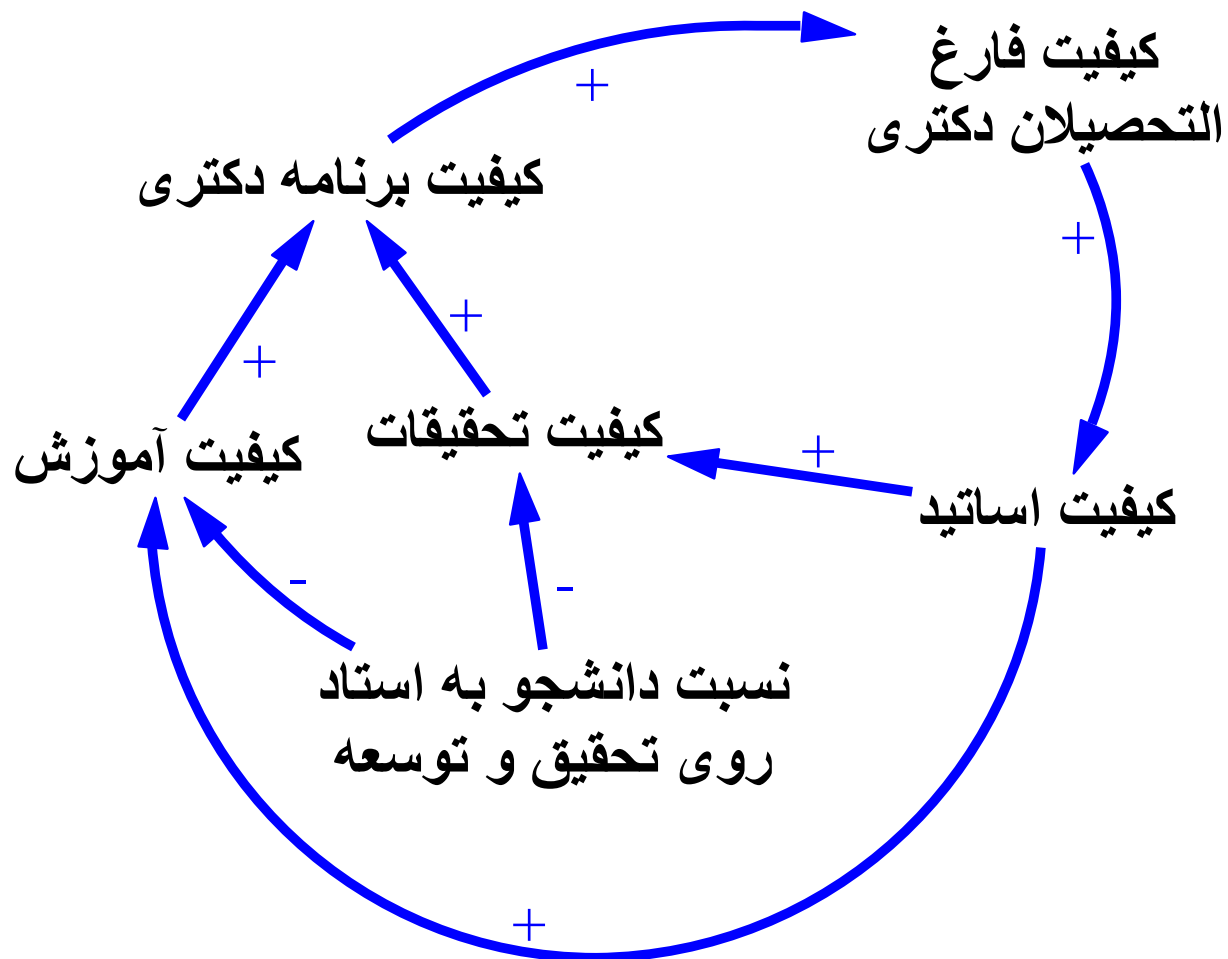 کیفیت فارغ
التحصیلان دکتری
+
کیفیت برنامه دکتری
+
+
+
کیفیت تحقیقات
کیفیت آموزش
+
کیفیت اساتید
-
-
نسبت دانشجو به استاد
روی تحقیق و توسعه
+